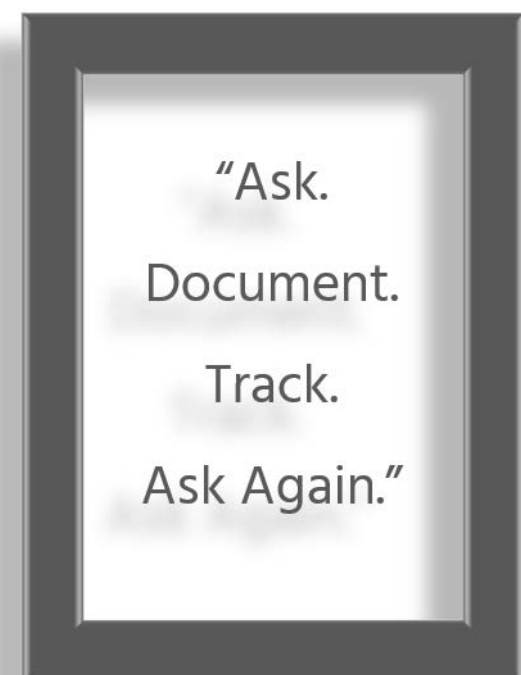 “Ask.
Document.
Track.
Ask Again.”